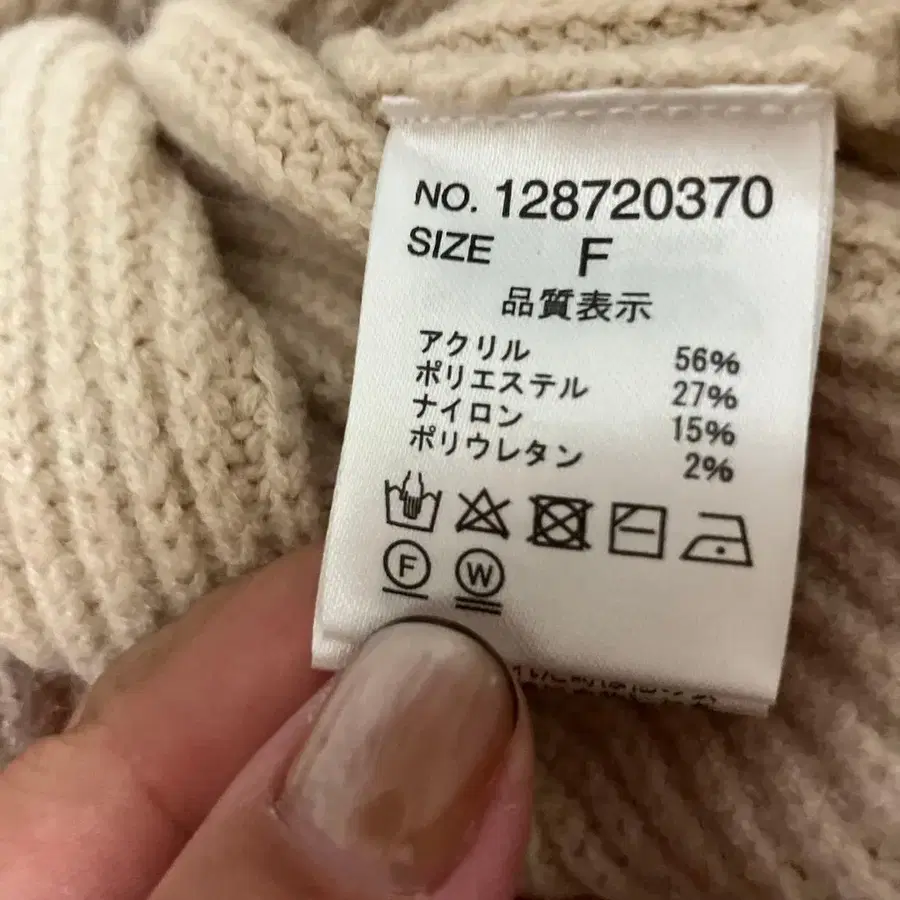 NO. 128720370
SIZE F
品質表示
アクリル 56%
ポリエステル 27%
ナイロン 15%
ポリウレタン 2%
F W